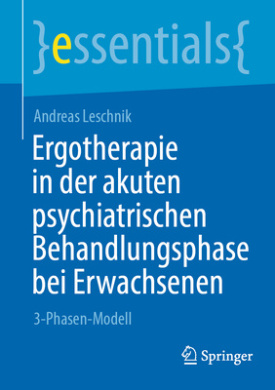 }essentials{
Andreas Leschnik
Ergotherapie
in der akuten
psychiatrischen
Behandlungsphase
bei Erwachsenen
3-Phasen-Modell
Springer